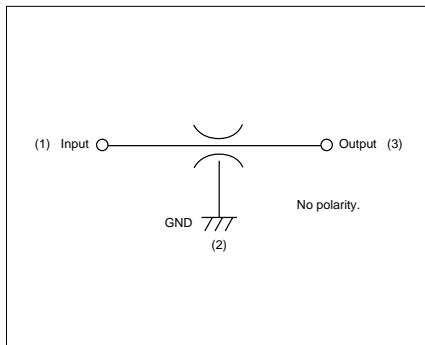 (1) Input Output (3)
No polarity.
GND
(2)